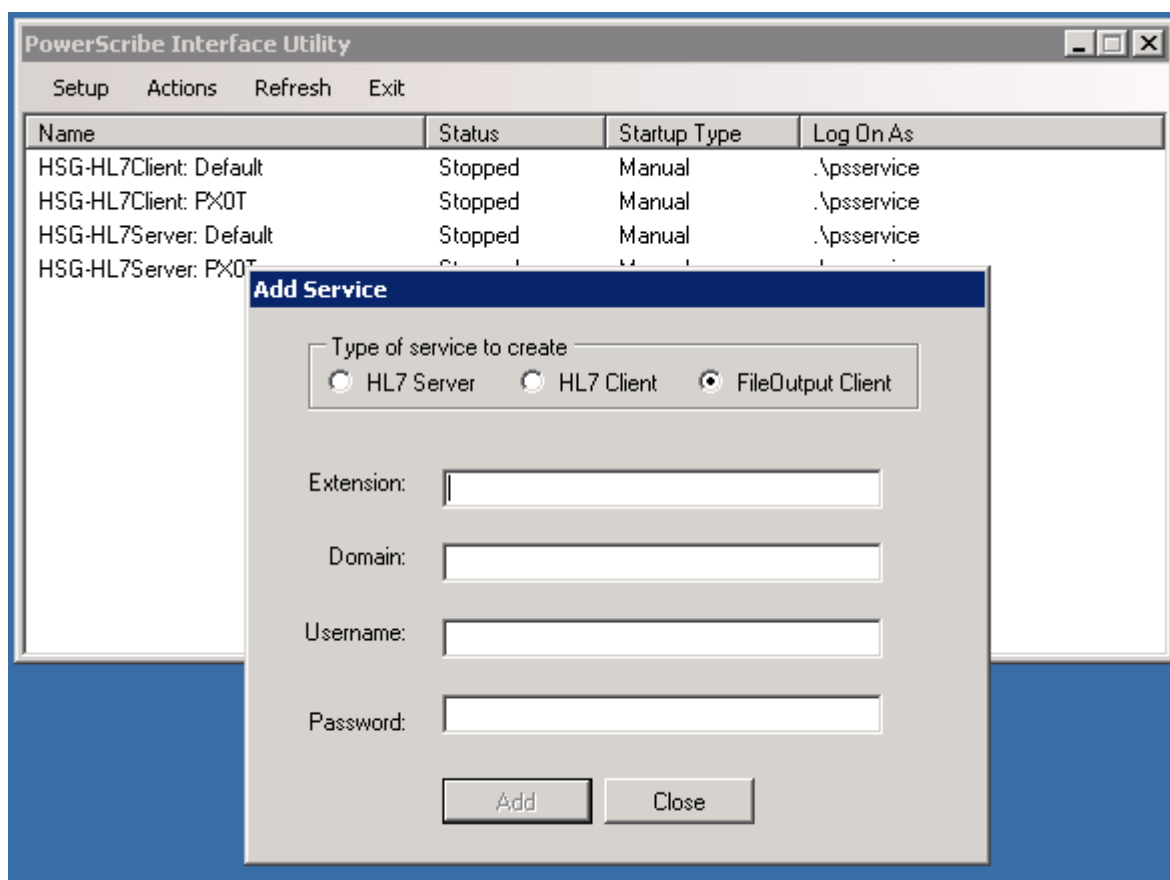 PowerScribe Interface Utility
Setup Actions Refresh Exit
Name Status Startup Type Log On As
HSG-HL7Client: Default Stopped Manual .\psservice
HSG-HL7Client: PX0T Stopped Manual .\psservice
HSG-HL7Server: Default Stopped Manual .\psservice
HSG-HL7Server: PX0T
Add Service
Type of service to create
HL7 Server HL7 Client FileOutput Client
Extension:
Domain:
Username:
Password:
Add Close